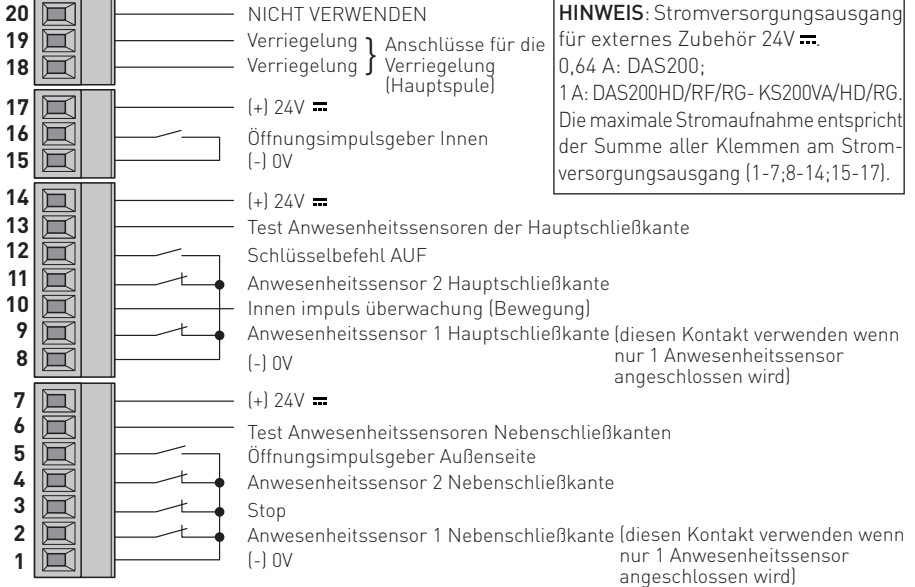 20 NICHT VERWENDEN
19 Verriegelung } Anschlüsse für die
18 Verriegelung Verriegelung
(Hauptspule)
17 (+) 24V
16 Öffnungsimpulsgeber Innen
15 (-) 0V
HINWEIS: Stromversorgungsausgang
für externes Zubehör 24V .
0,64 A: DAS200;
1 A: DAS200HD/RF/RG- KS200VA/HD/RG.
Die maximale Stromaufnahme entspricht
der Summe aller Klemmen am Strom-
versorgungsausgang (1-7;8-14;15-17).
14 (+) 24V
13 Test Anwesenheitssensoren der Hauptschließkante
12 Schlüsselbefehl AUF
11 Anwesenheitssensor 2 Hauptschließkante
10 Innen impuls überwachung (Bewegung)
9 Anwesenheitssensor 1 Hauptschließkante (diesen Kontakt verwenden wenn
nur 1 Anwesenheitssensor
angeschlossen wird)
8 (-) 0V
7 (+) 24V
6 Test Anwesenheitssensoren Nebenschließkanten
5 Öffnungsimpulsgeber Außenseite
4 Anwesenheitssensor 2 Nebenschließkante
3 Stop
2 Anwesenheitssensor 1 Nebenschließkante (diesen Kontakt verwenden wenn
nur 1 Anwesenheitssensor
angeschlossen wird)
1 (-) 0V